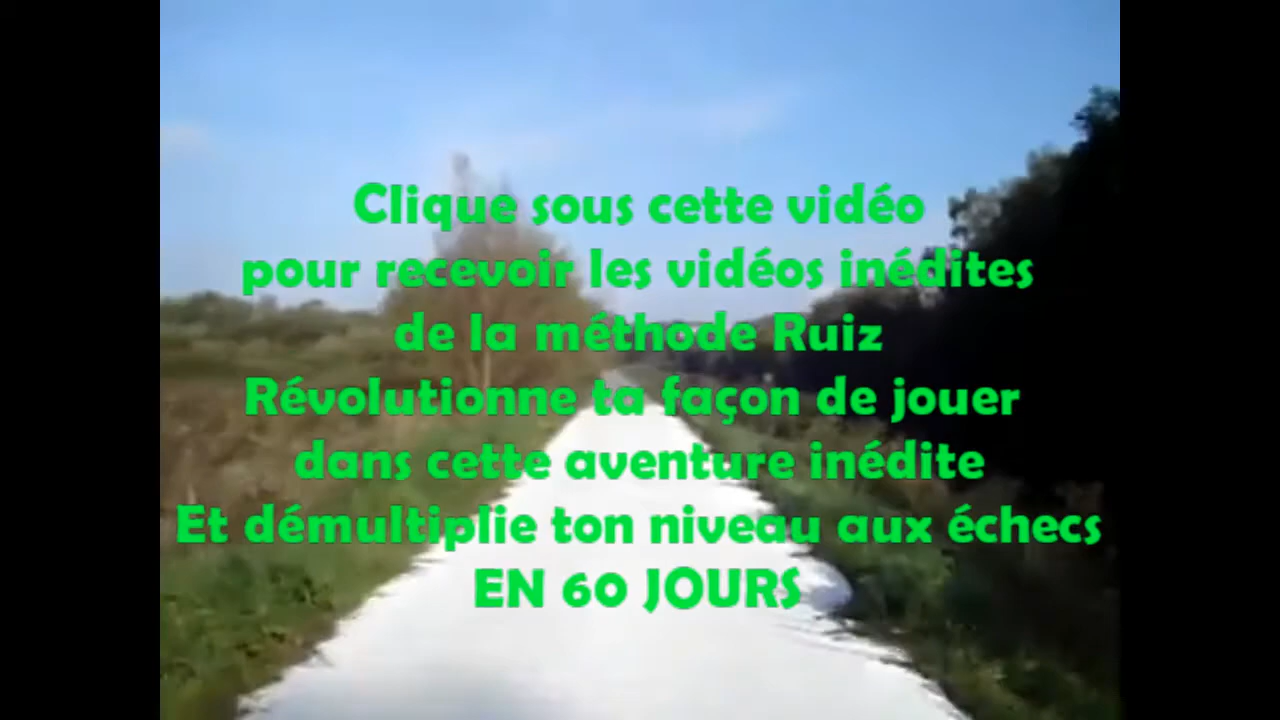 Clique sous cette vidéo
pour recevoir les vidéos inédites
de la méthode Ruiz
Révolutionne ta façon de jouer
dans cette aventure inédite
Et démultiplie ton niveau aux échecs
EN 60 JOURS